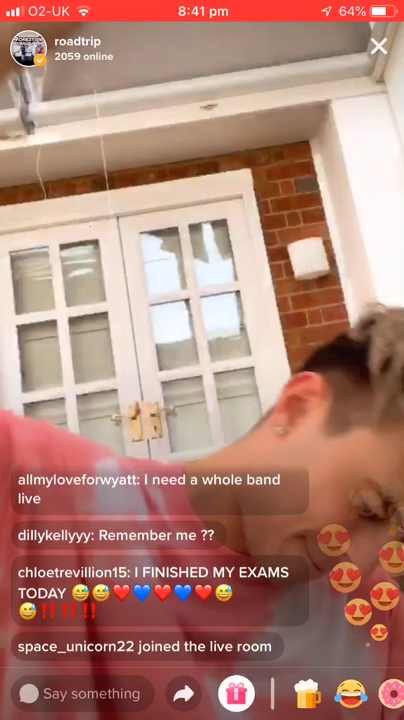 O2-UK
8:41 pm
64%
roadtrip
2059 online
allmyloveforwyatt: I need a whole band
live
dillykellyyy: Remember me ??
chloetrevillion15: I FINISHED MY EXAMS
TODAY 😅😅❤️💙❤️💙❤️😅
😅‼️‼️‼️
space_unicorn22 joined the live room
Say something